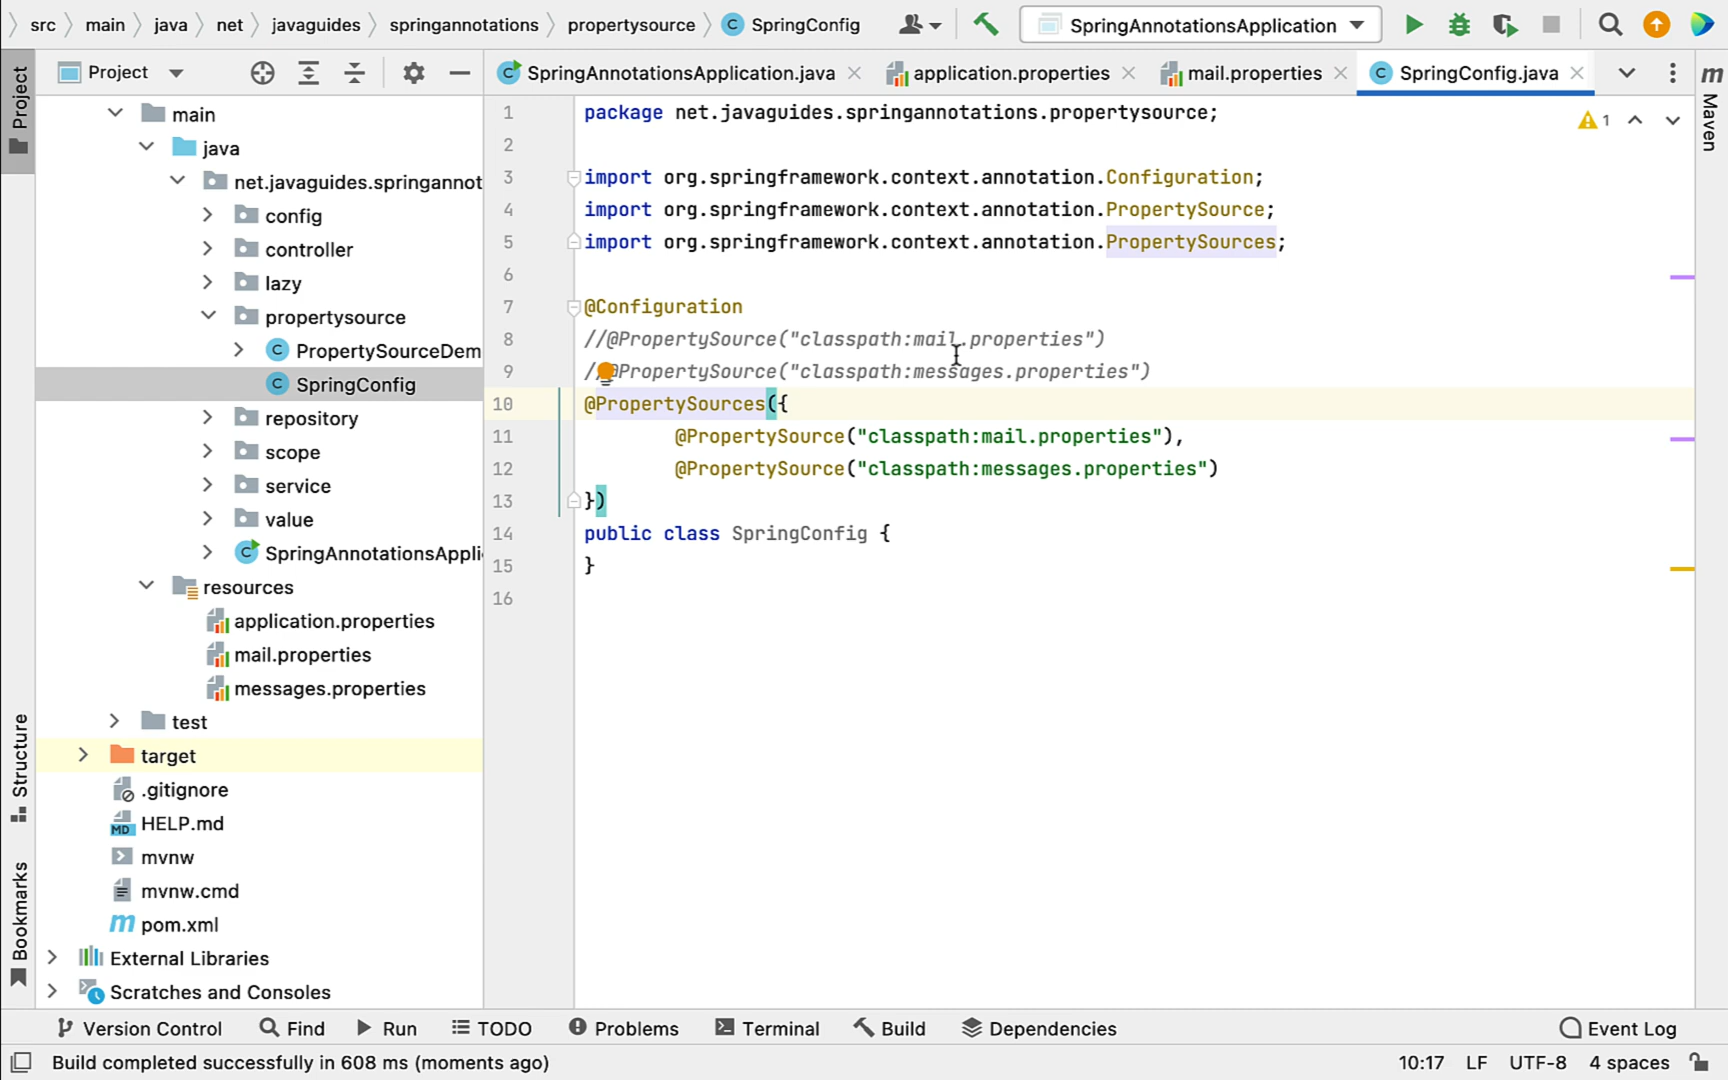 src main java net javaguides springannotations propertysource SpringConfig SpringAnnotationsApplication
Project
SpringAnnotationsApplication.java application.properties mail.properties SpringConfig.java
Project
Structure
Bookmarks
main
java
net.javaguides.springannot
config
controller
lazy
propertysource
PropertySourceDem
SpringConfig
repository
scope
service
value
SpringAnnotationsAppli
resources
application.properties
mail.properties
messages.properties
test
target
.gitignore
HELP.md
mvnw
mvnw.cmd
pom.xml
External Libraries
Scratches and Consoles
1 package net.javaguides.springannotations.propertysource;
2
3 import org.springframework.context.annotation.Configuration;
4 import org.springframework.context.annotation.PropertySource;
5 import org.springframework.context.annotation.PropertySources;
6
7 @Configuration
8 //@PropertySource("classpath:mail.properties")
9 //@PropertySource("classpath:messages.properties")
10 @PropertySources({
11 @PropertySource("classpath:mail.properties"),
12 @PropertySource("classpath:messages.properties")
13 })
14 public class SpringConfig {
15 }
16
1
m Maven
Version Control Find Run TODO Problems Terminal Build Dependencies Event Log
Build completed successfully in 608 ms (moments ago) 10:17 LF UTF-8 4 spaces